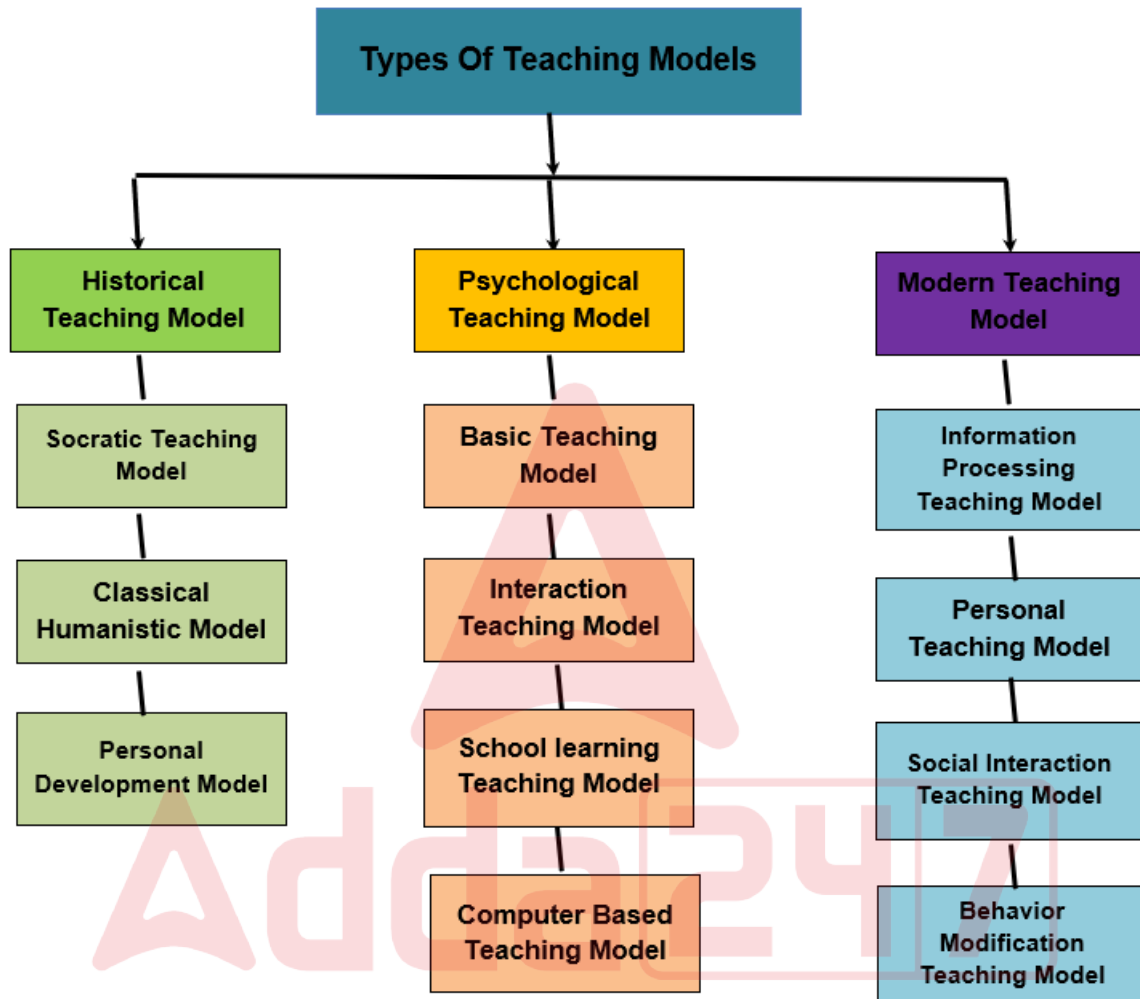 Types Of Teaching Models
Historical
Teaching Model
Psychological
Teaching Model
Modern Teaching
Model
Socratic Teaching
Model
Basic Teaching
Model
Information
Processing
Teaching Model
Classical
Humanistic Model
Interaction
Teaching Model
Personal
Teaching Model
Personal
Development Model
School learning
Teaching Model
Social Interaction
Teaching Model
Computer Based
Teaching Model
Behavior
Modification
Teaching Model
Adda247